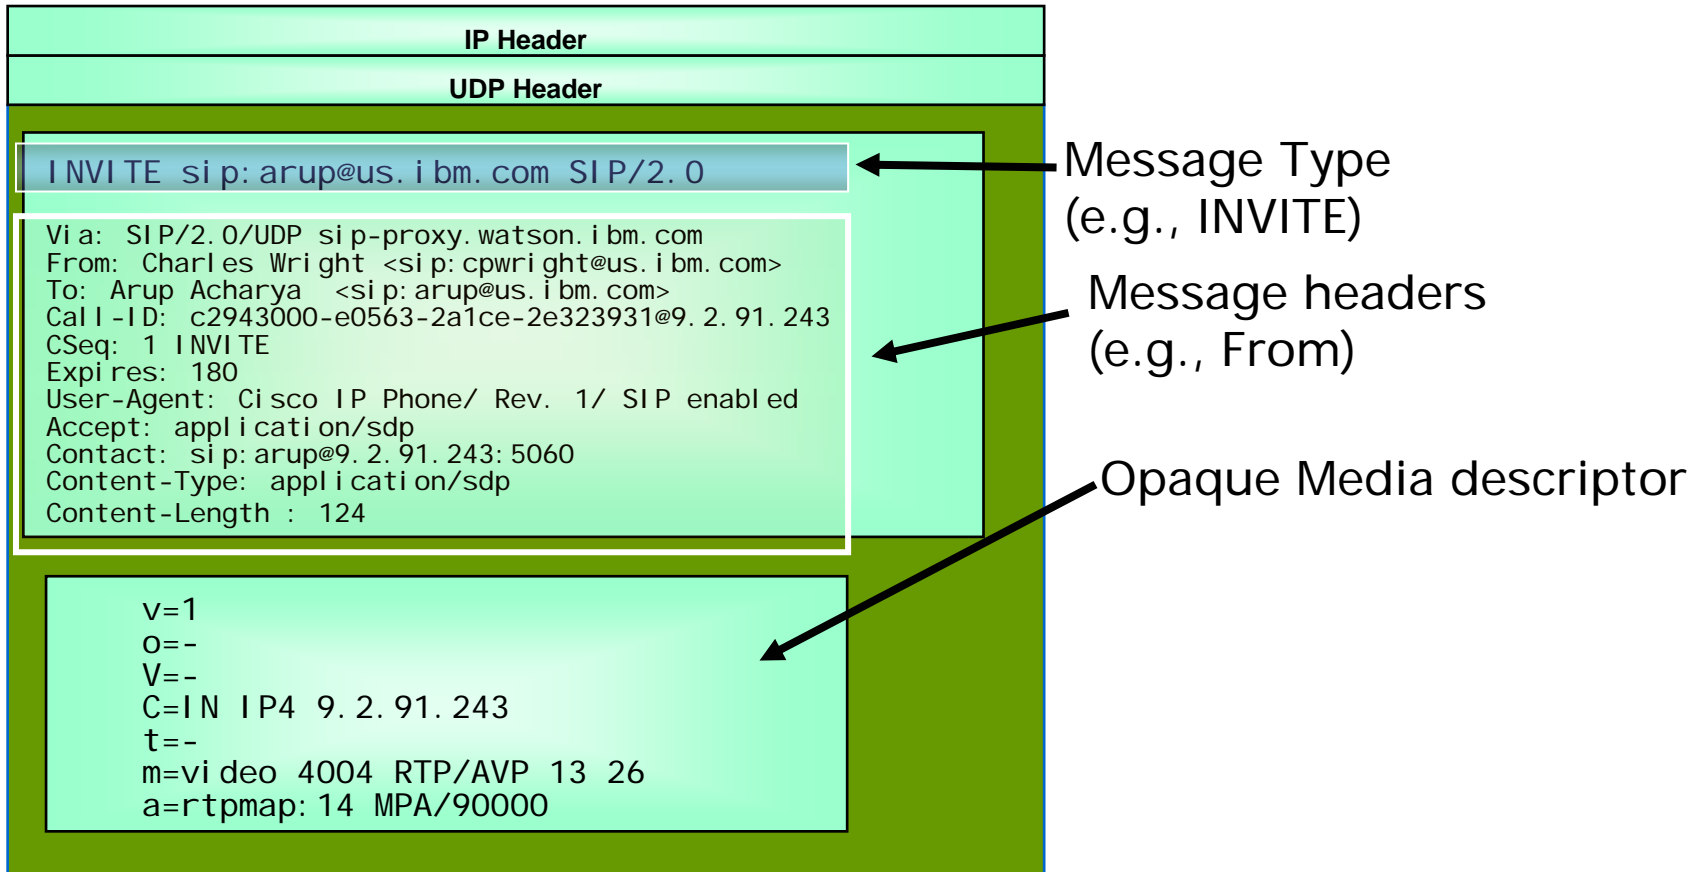 IP Header
UDP Header
INVITE sip:arup@us.ibm.com SIP/2.0
Message Type
(e.g., INVITE)
Via: SIP/2.0/UDP sip-proxy.watson.ibm.com
From: Charles Wright <sip:cpwright@us.ibm.com>
To: Arup Acharya <sip:arup@us.ibm.com>
Call-ID: c2943000-e0563-2a1ce-2e323931@9.2.91.243
CSeq: 1 INVITE
Expires: 180
User-Agent: Cisco IP Phone/ Rev. 1/ SIP enabled
Accept: application/sdp
Contact: sip:arup@9.2.91.243:5060
Content-Type: application/sdp
Content-Length : 124
Message headers
(e.g., From)
Opaque Media descriptor
v=1
o=-
V=-
C=IN IP4 9.2.91.243
t=-
m=video 4004 RTP/AVP 13 26
a=rtpmap:14 MPA/90000